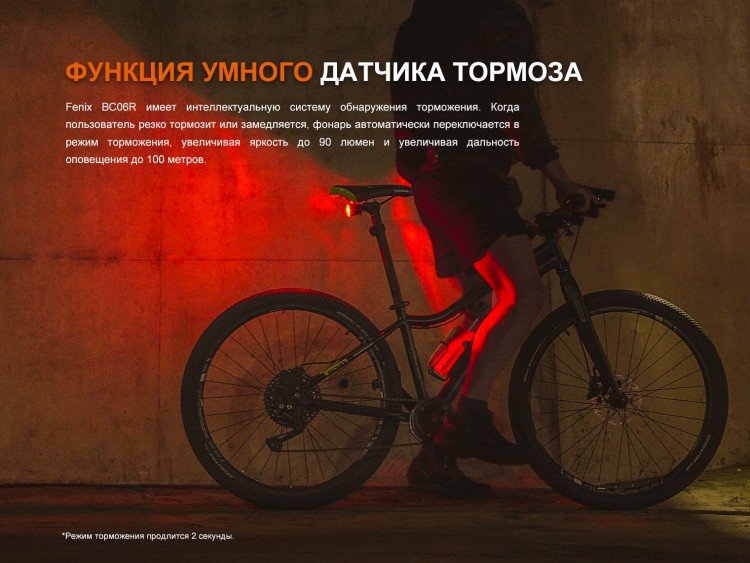 ФУНКЦИЯ УМНОГО ДАТЧИКА ТОРМОЗА
Fenix BC06R имеет интеллектуальную систему обнаружения торможения. Когда
пользователь резко тормозит или замедляется, фонарь автоматически переключается в
режим торможения, увеличивая яркость до 90 люмен и увеличивая дальность
оповещения до 100 метров.
*Режим торможения продлится 2 секунды.